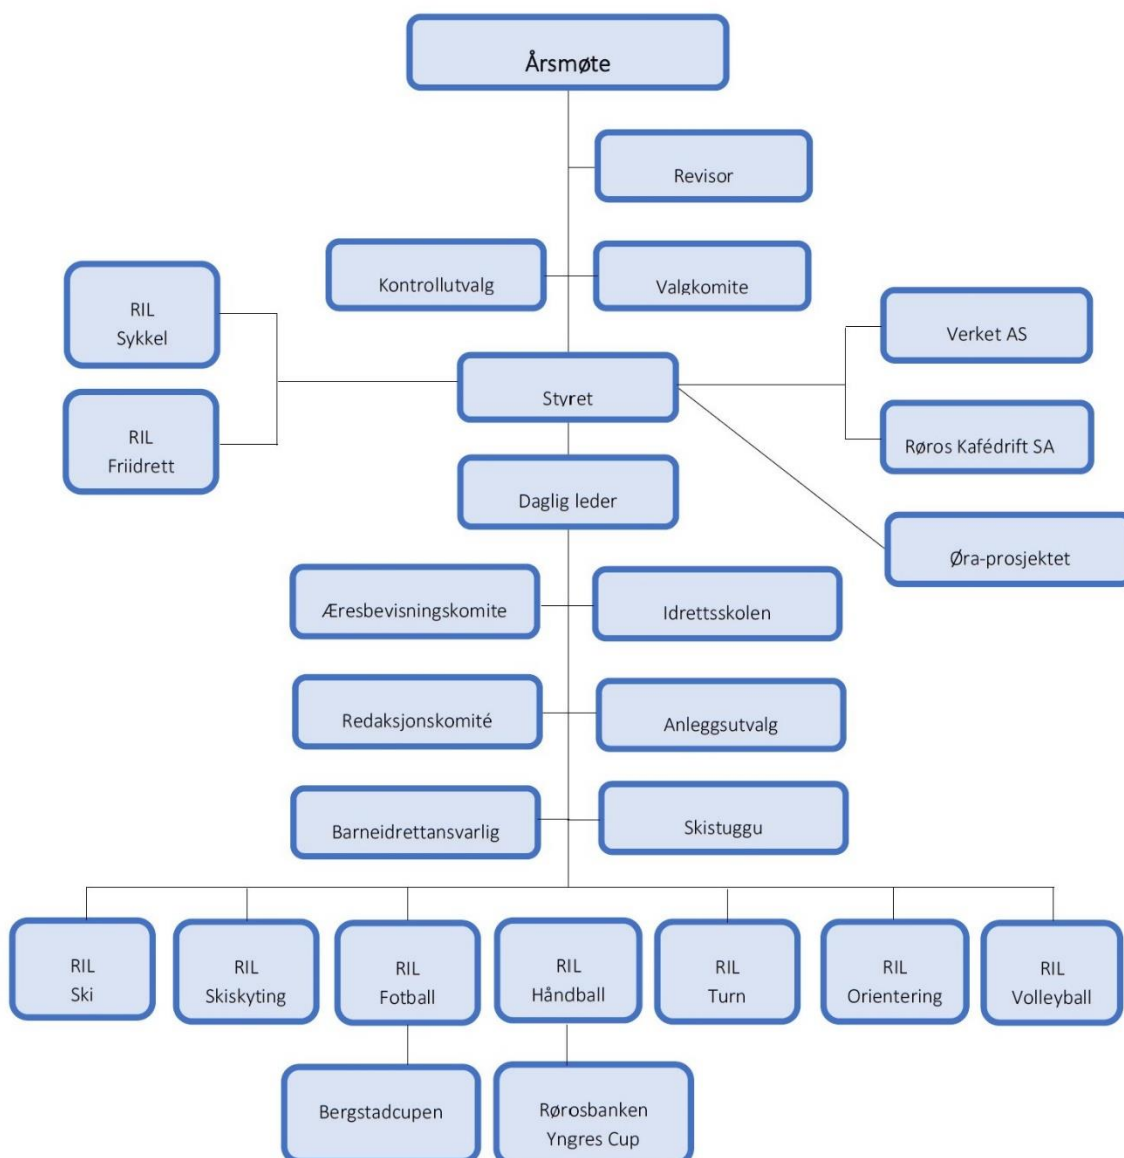 Årsmøte
Revisor
Kontrollutvalg
Valgkomite
RIL
Sykkel
Verket AS
Styret
RIL
Friidrett
Røros Kafédrift SA
Daglig leder
Øra-prosjektet
Æresbevisningskomite
Idrettsskolen
Redaksjonskomité
Anleggsutvalg
Barneidrettansvarlig
Skistuggu
RIL
Ski
RIL
Skiskyting
RIL
Fotball
RIL
Håndball
RIL
Turn
RIL
Orientering
RIL
Volleyball
Bergstadcupen
Rørosbanken
Yngres Cup